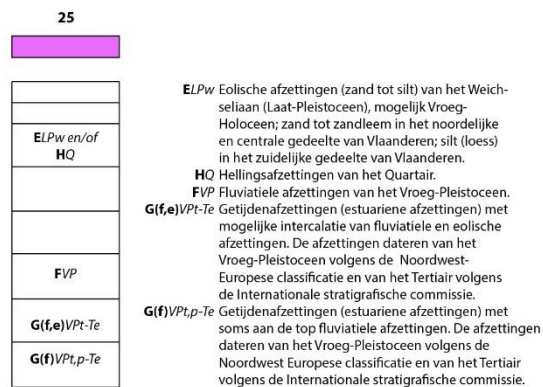 25
ELPw en/of
HQ
FVP
G(f,e)VPt-Te
G(f)VPt,p-Te
ELPw Eolische afzettingen (zand tot silt) van het Weich-
seliaan (Laat-Pleistoceen), mogelijk Vroeg-
Holoceen; zand tot zandleem in het noordelijke
en centrale gedeelte van Vlaanderen; silt (loess)
in het zuidelijke gedeelte van Vlaanderen.
HQ Hellingsafzettingen van het Quartair.
FVP Fluviatiele afzettingen van het Vroeg-Pleistoceen.
G(f,e)VPt-Te Getijdenafzettingen (estuariene afzettingen) met
mogelijke intercalatie van fluviatiele en eolische
afzettingen. De afzettingen dateren van het
Vroeg-Pleistoceen volgens de Noordwest-
Europese classificatie en van het Tertiair volgens
de Internationale stratigrafische commissie.
G(f)VPt,p-Te Getijdenafzettingen (estuariene afzettingen) met
soms aan de top fluviatiele afzettingen. De afzettingen
dateren van het Vroeg-Pleistoceen volgens de
Noordwest Europese classificatie en van het Tertiair
volgens de Internationale stratigrafische commissie.